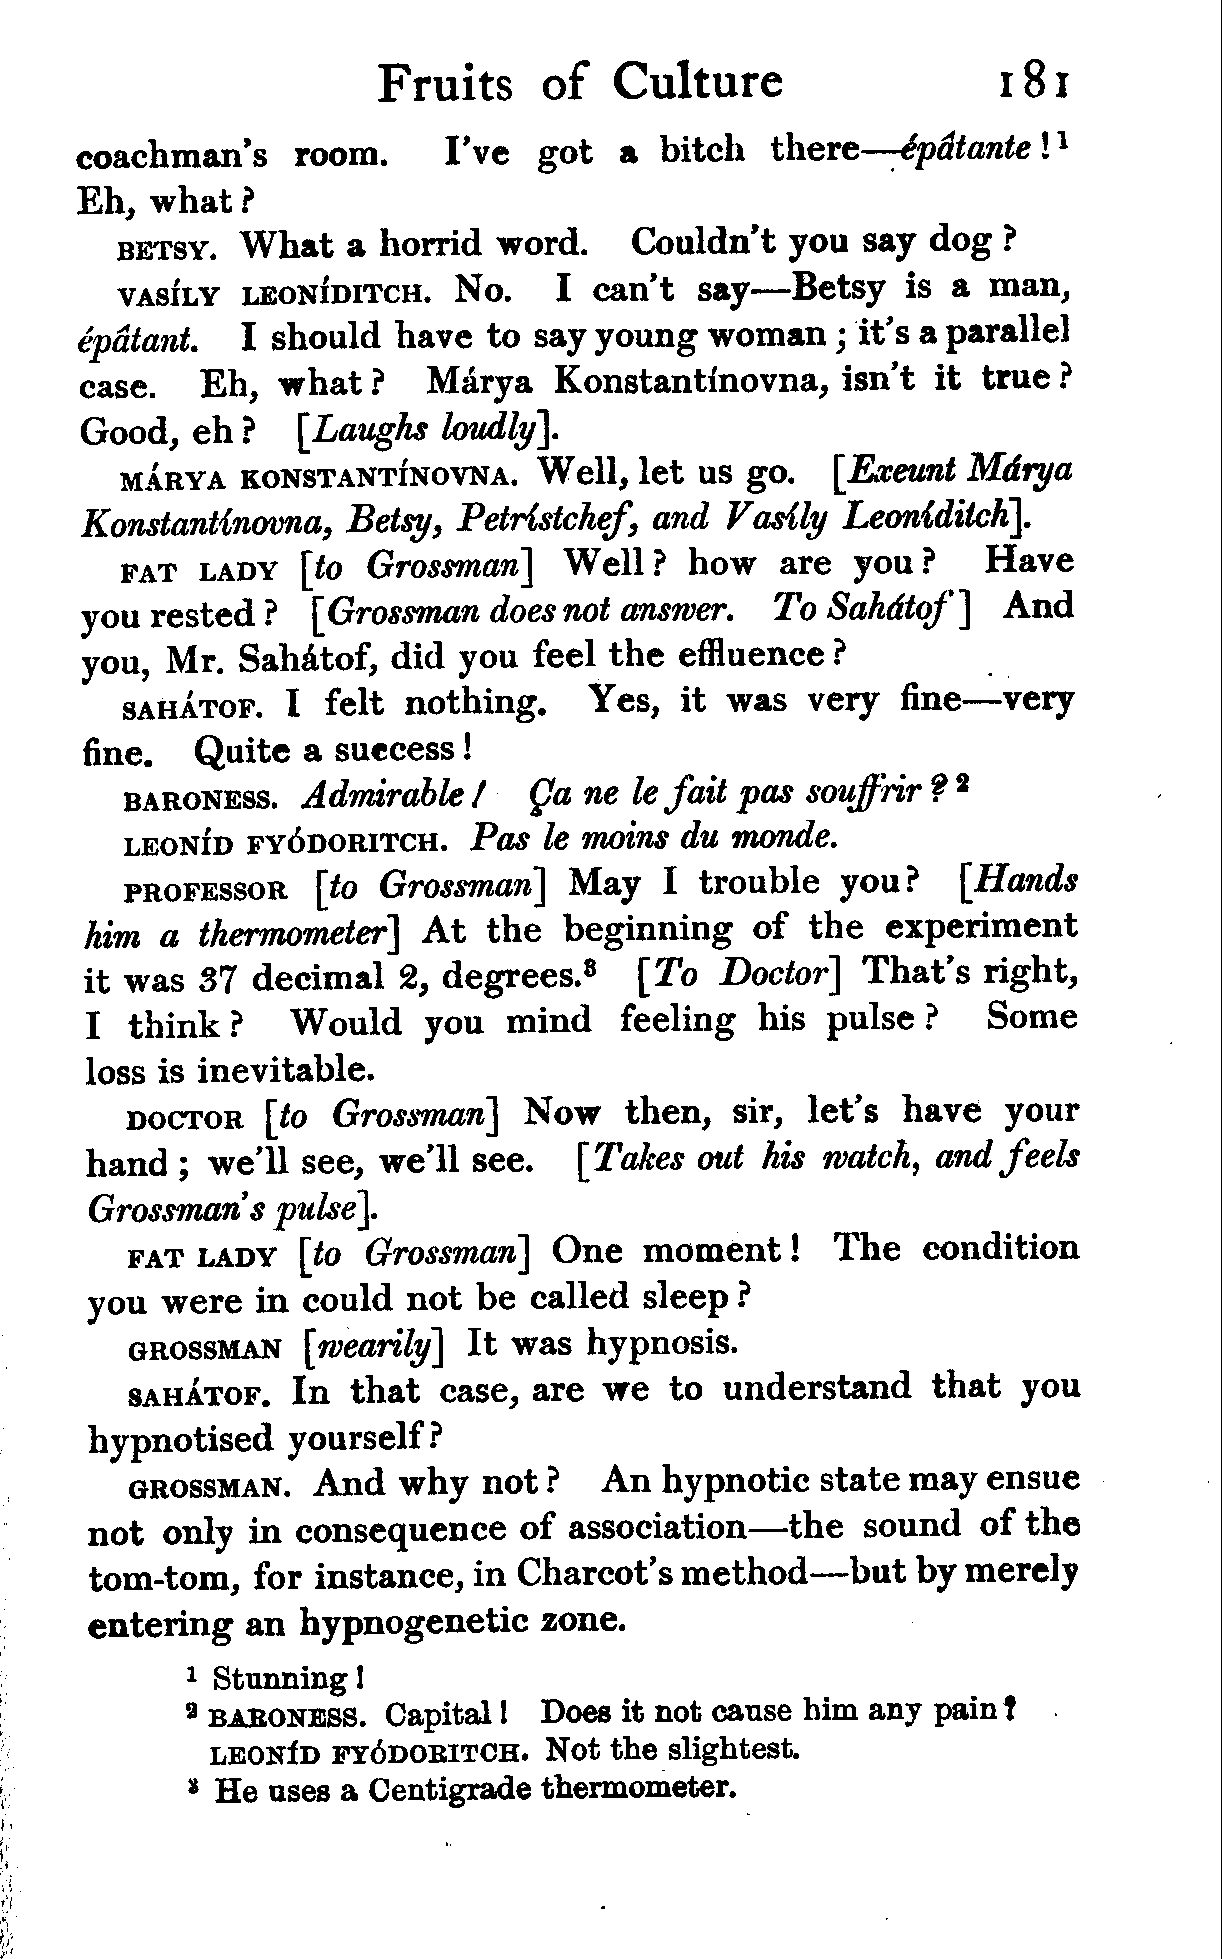 Fruits of Culture 181
coachman's room. I've got a bitch there—épâtante!¹
Eh, what?
BETSY. What a horrid word. Couldn't you say dog?
VASÍLY LEONÍDITCH. No. I can't say—Betsy is a man,
épâtant. I should have to say young woman; it's a parallel
case. Eh, what? Márya Konstantínovna, isn't it true?
Good, eh? [Laughs loudly].
MÁRYA KONSTANTÍNOVNA. Well, let us go. [Exeunt Márya
Konstantínovna, Betsy, Petrístchef, and Vasíly Leoníditch].
FAT LADY [to Grossman] Well? how are you? Have
you rested? [Grossman does not answer. To Sahátof] And
you, Mr. Sahátof, did you feel the effluence?
SAHÁTOF. I felt nothing. Yes, it was very fine—very
fine. Quite a success!
BARONESS. Admirable! Ça ne le fait pas souffrir?²
LEONÍD FYÓDORITCH. Pas le moins du monde.
PROFESSOR [to Grossman] May I trouble you? [Hands
him a thermometer] At the beginning of the experiment
it was 37 decimal 2, degrees.³ [To Doctor] That's right,
I think? Would you mind feeling his pulse? Some
loss is inevitable.
DOCTOR [to Grossman] Now then, sir, let's have your
hand; we'll see, we'll see. [Takes out his watch, and feels
Grossman's pulse].
FAT LADY [to Grossman] One moment! The condition
you were in could not be called sleep?
GROSSMAN [wearily] It was hypnosis.
SAHÁTOF. In that case, are we to understand that you
hypnotised yourself?
GROSSMAN. And why not? An hypnotic state may ensue
not only in consequence of association—the sound of the
tom-tom, for instance, in Charcot's method—but by merely
entering an hypnogenetic zone.
¹ Stunning!
² BARONESS. Capital! Does it not cause him any pain?
LEONÍD FYÓDORITCH. Not the slightest.
³ He uses a Centigrade thermometer.